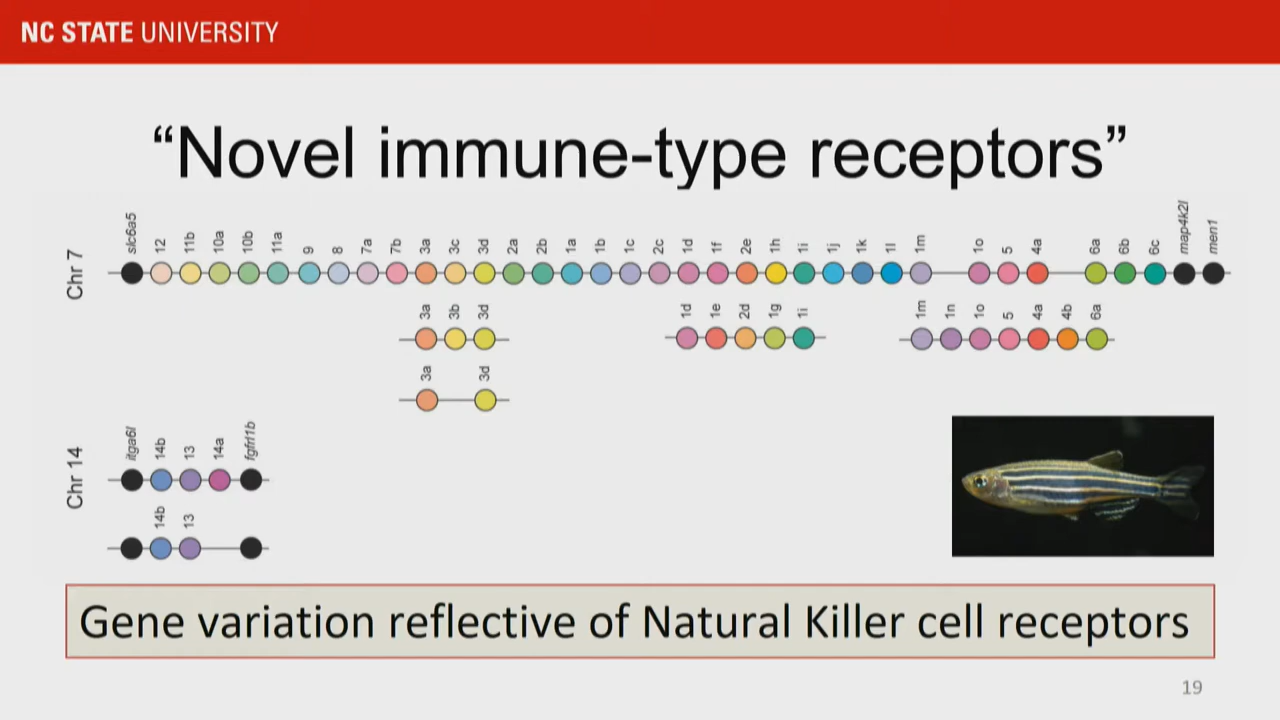 NC STATE UNIVERSITY
“Novel immune-type receptors”
Chr 7
slc6a5 12 11b 10a 10b 11a 9 8 7a 7b 3a 3c 3d 2a 2b 1a 1b 1c 2c 1d 1f 2e 1h 1i 1j 1k 1l 1m 1o 5 4a 6a 6b 6c map4k2l men1
3a 3b 3d 1d 1e 2d 1g 1i 1m 1n 1o 5 4a 4b 6a
3a 3d
Chr 14
itga6l 14b 13 14a fgfrl1b
14b 13
Gene variation reflective of Natural Killer cell receptors
19